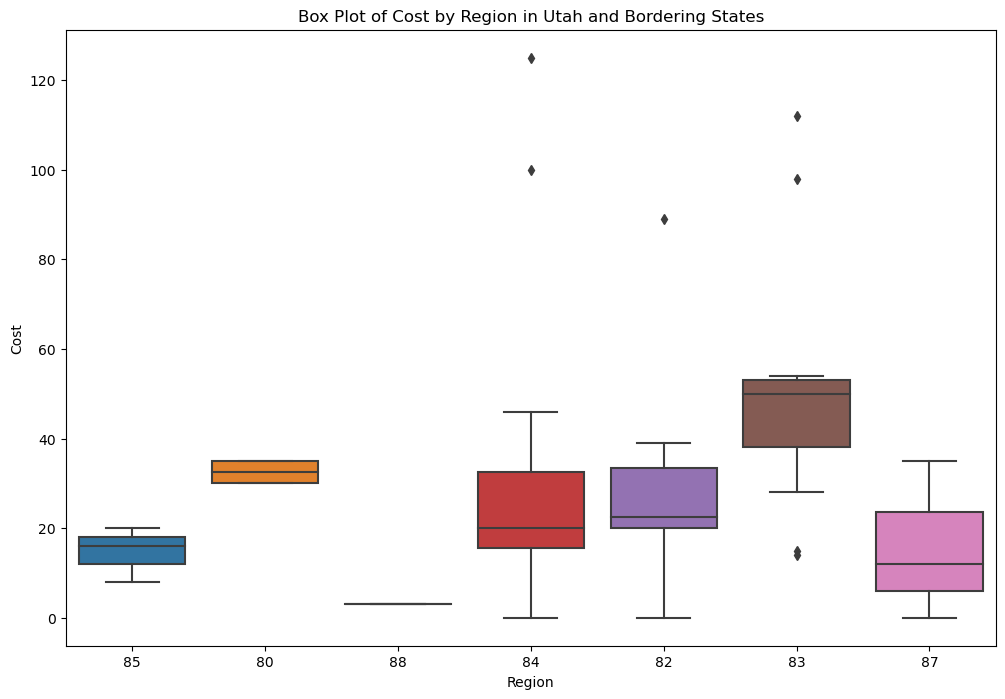 Box Plot of Cost by Region in Utah and Bordering States
120
100
80
60
40
20
0
Cost
85 80 88 84 82 83 87
Region